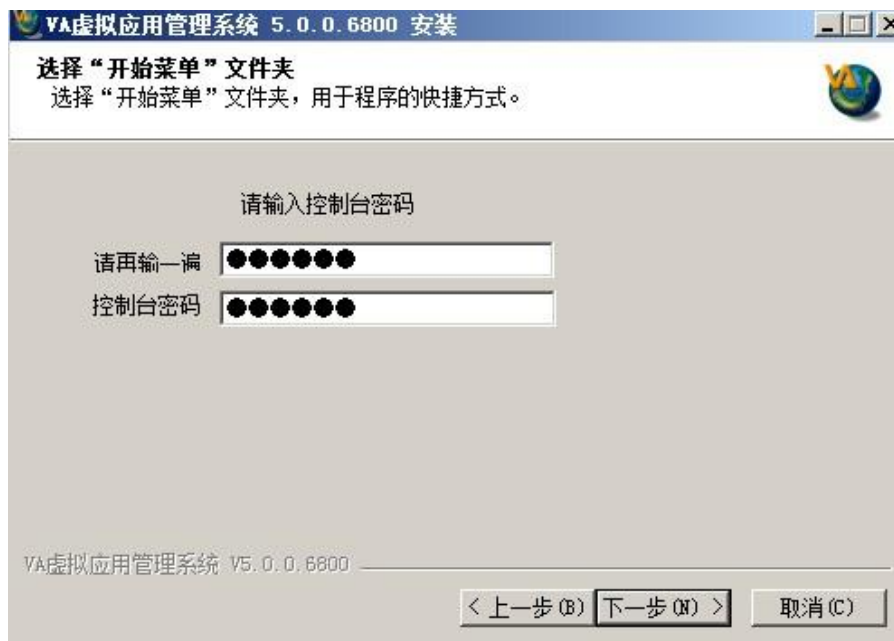 VA虚拟应用管理系统 5.0.0.6800 安装
选择“开始菜单”文件夹
选择“开始菜单”文件夹，用于程序的快捷方式。
VA
请输入控制台密码
请再输一遍 ●●●●●●
控制台密码 ●●●●●●
VA虚拟应用管理系统 V5.0.0.6800
< 上一步(B) 下一步(N) > 取消(C)